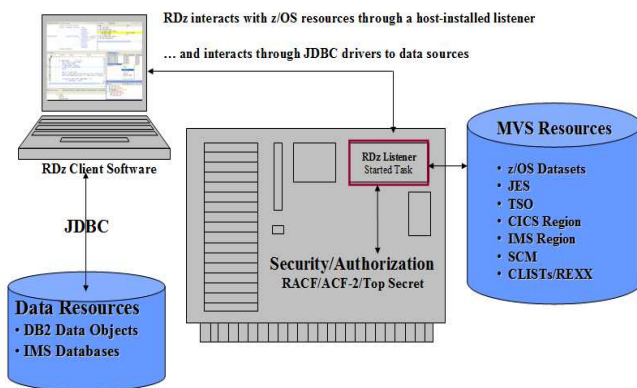 RDz interacts with z/OS resources through a host-installed listener
… and interacts through JDBC drivers to data sources
RDz Client Software
JDBC
Data Resources
• DB2 Data Objects
• IMS Databases
RDz Listener
Started Task
Security/Authorization
RACF/ACF-2/Top Secret
MVS Resources
• z/OS Datasets
• JES
• TSO
• CICS Region
• IMS Region
• SCM
• CLISTs/REXX